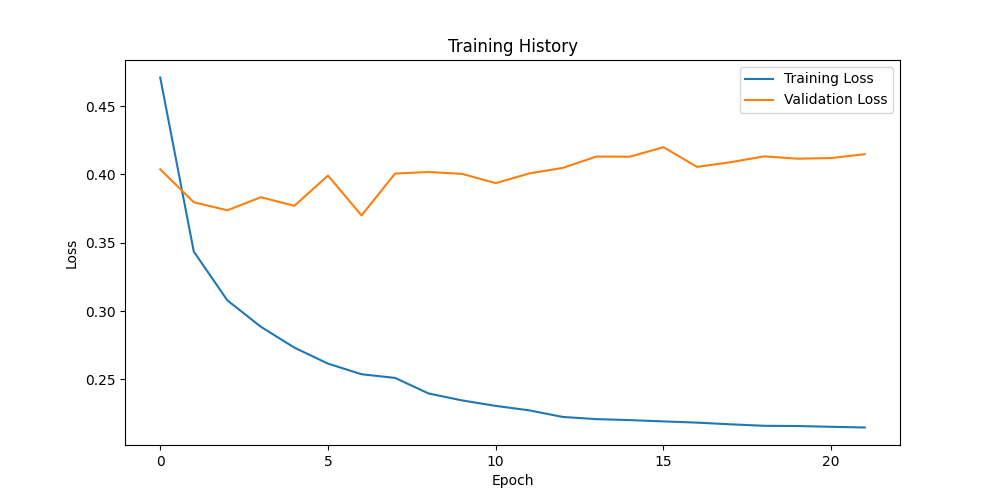 Training History
Training Loss
Validation Loss
0.45
0.40
0.35
0.30
0.25
Loss
0 5 10 15 20
Epoch